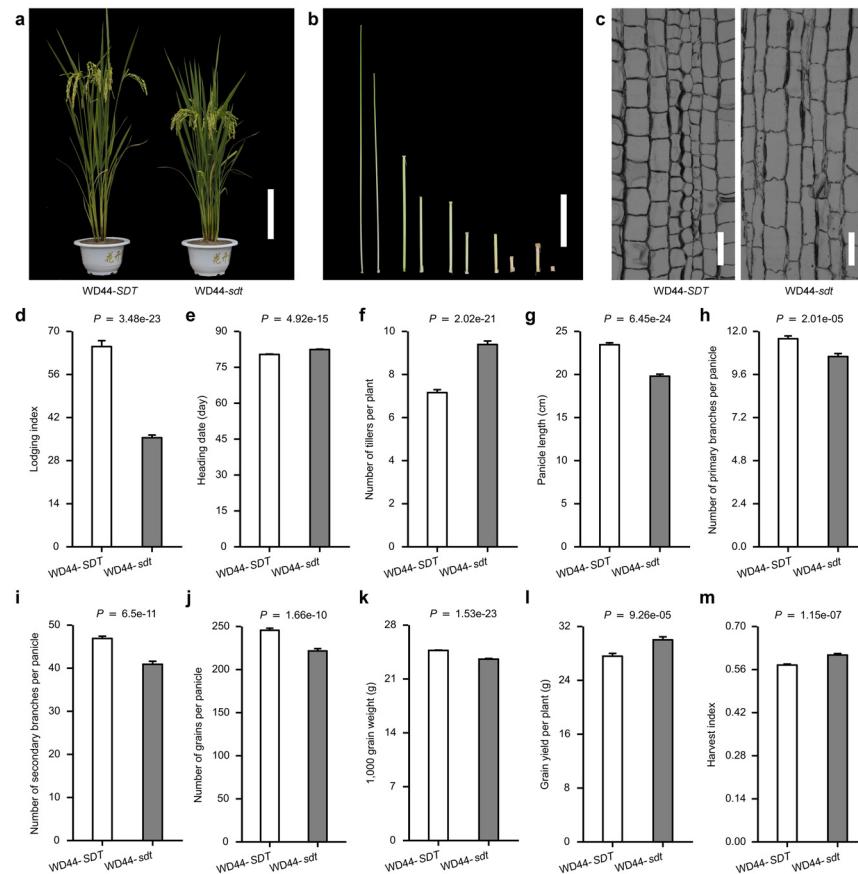 a b c
WD44-SDT WD44-sdt WD44-SDT WD44-sdt
d P = 3.48e-23
Lodging index
70
56
42
28
14
0
WD44-SDT WD44-sdt
e P = 4.92e-15
Heading date (day)
90
75
60
45
30
15
0
WD44-SDT WD44-sdt
f P = 2.02e-21
Number of tillers per plant
10
8
6
4
2
0
WD44-SDT WD44-sdt
g P = 6.45e-24
Panicle length (cm)
25
20
15
10
5
0
WD44-SDT WD44-sdt
h P = 2.01e-05
Number of primary branches per panicle
12.0
9.6
7.2
4.8
2.4
0.0
WD44-SDT WD44-sdt
i P = 6.5e-11
Number of secondary branches per panicle
50
40
30
20
10
0
WD44-SDT WD44-sdt
j P = 1.66e-10
Number of grains per panicle
250
200
150
100
50
0
WD44-SDT WD44-sdt
k P = 1.53e-23
1,000 grain weight (g)
28
21
14
7
0
WD44-SDT WD44-sdt
l P = 9.26e-05
Grain yield per plant (g)
32
24
16
8
0
WD44-SDT WD44-sdt
m P = 1.15e-07
Harvest index
0.70
0.56
0.42
0.28
0.14
0.00
WD44-SDT WD44-sdt